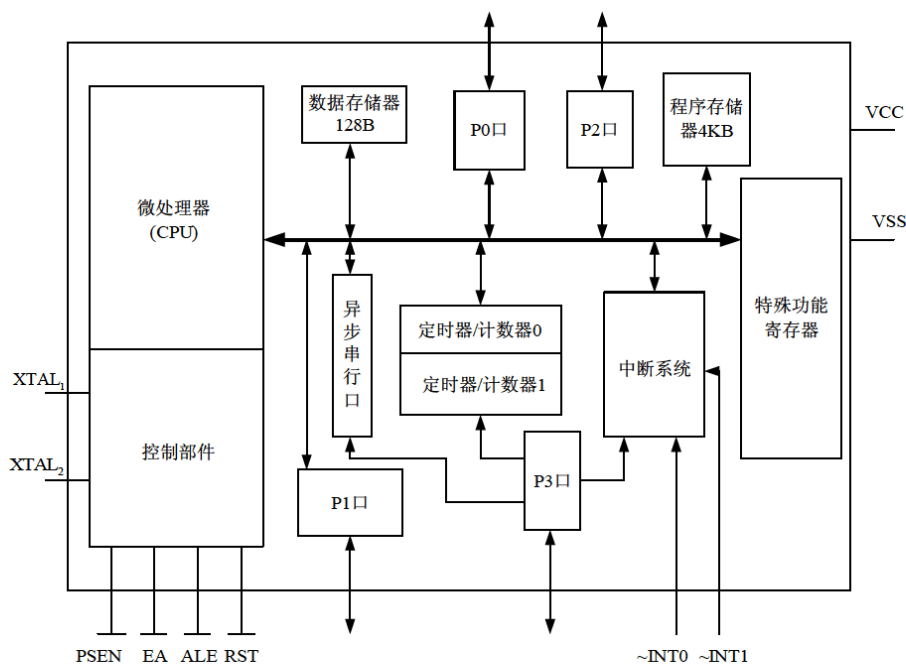 数据存储器
128B
P0口
P2口
程序存储
器4KB
VCC
微处理器
(CPU)
VSS
异
步
串
行
口
定时器/计数器0
定时器/计数器1
中断系统
特殊功能
寄存器
XTAL1
XTAL2
控制部件
P1口
P3口
PSEN
EA
ALE
RST
~INT0
~INT1